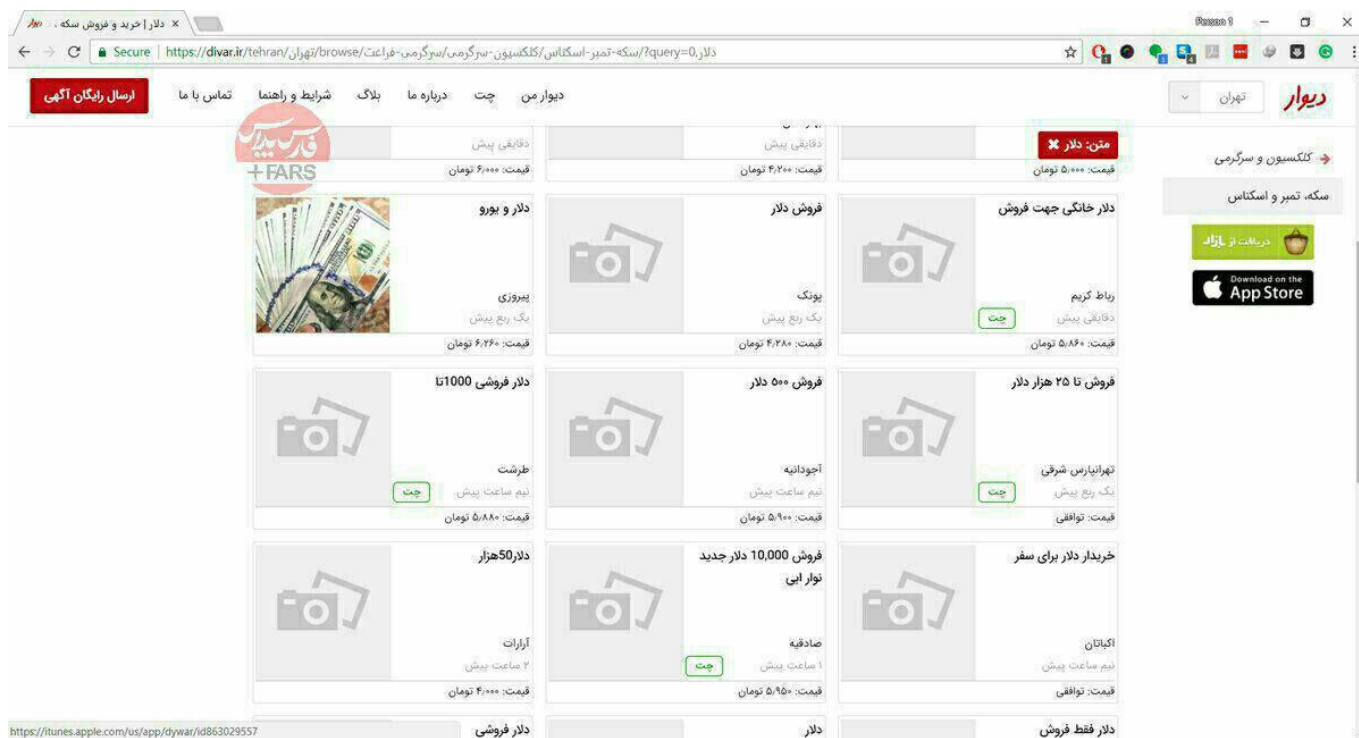 دلار | خرید و فروش سکه ،
Person 1
Secure | https://divar.ir/tehran/تهران/browse/سکه-تمبر-اسکناس/کلکسیون-سرگرمی/سرگرمی-فراغت/?query=دلار,0
دیوار
تهران
دیوار من چت درباره ما بلاگ شرایط و راهنما تماس با ما
ارسال رایگان آگهی
فارس پلاس
+FARS
کلکسیون و سرگرمی
سکه، تمبر و اسکناس
دریافت از بازار
Download on the
App Store
متن: دلار ✖
قیمت: ۵٫۰۰۰ تومان
دقایقی پیش
قیمت: ۴٫۲۰۰ تومان
دقایقی پیش
قیمت: ۶٫۰۰۰ تومان
دلار خانگی جهت فروش
رباط کریم
دقایقی پیش
چت
قیمت: ۵٫۸۶۰ تومان
فروش دلار
پونک
یک ربع پیش
قیمت: ۴٫۲۸۰ تومان
دلار و یورو
پیروزی
یک ربع پیش
قیمت: ۶٫۲۶۰ تومان
فروش تا ۲۵ هزار دلار
تهرانپارس شرقی
یک ربع پیش
چت
قیمت: توافقی
فروش ۵۰۰ دلار
آجودانیه
نیم ساعت پیش
قیمت: ۵٫۹۰۰ تومان
دلار فروشی 1000تا
طرشت
نیم ساعت پیش
چت
قیمت: ۵٫۸۸۰ تومان
خریدار دلار برای سفر
اکباتان
نیم ساعت پیش
قیمت: توافقی
فروش 10,000 دلار جدید
نوار ابی
صادقیه
۱ ساعت پیش
چت
قیمت: ۵٫۹۵۰ تومان
دلار50هزار
آرارات
۲ ساعت پیش
قیمت: ۴٫۰۰۰ تومان
دلار فقط فروش
دلار
دلار فروشی
https://itunes.apple.com/us/app/dywar/id863029557